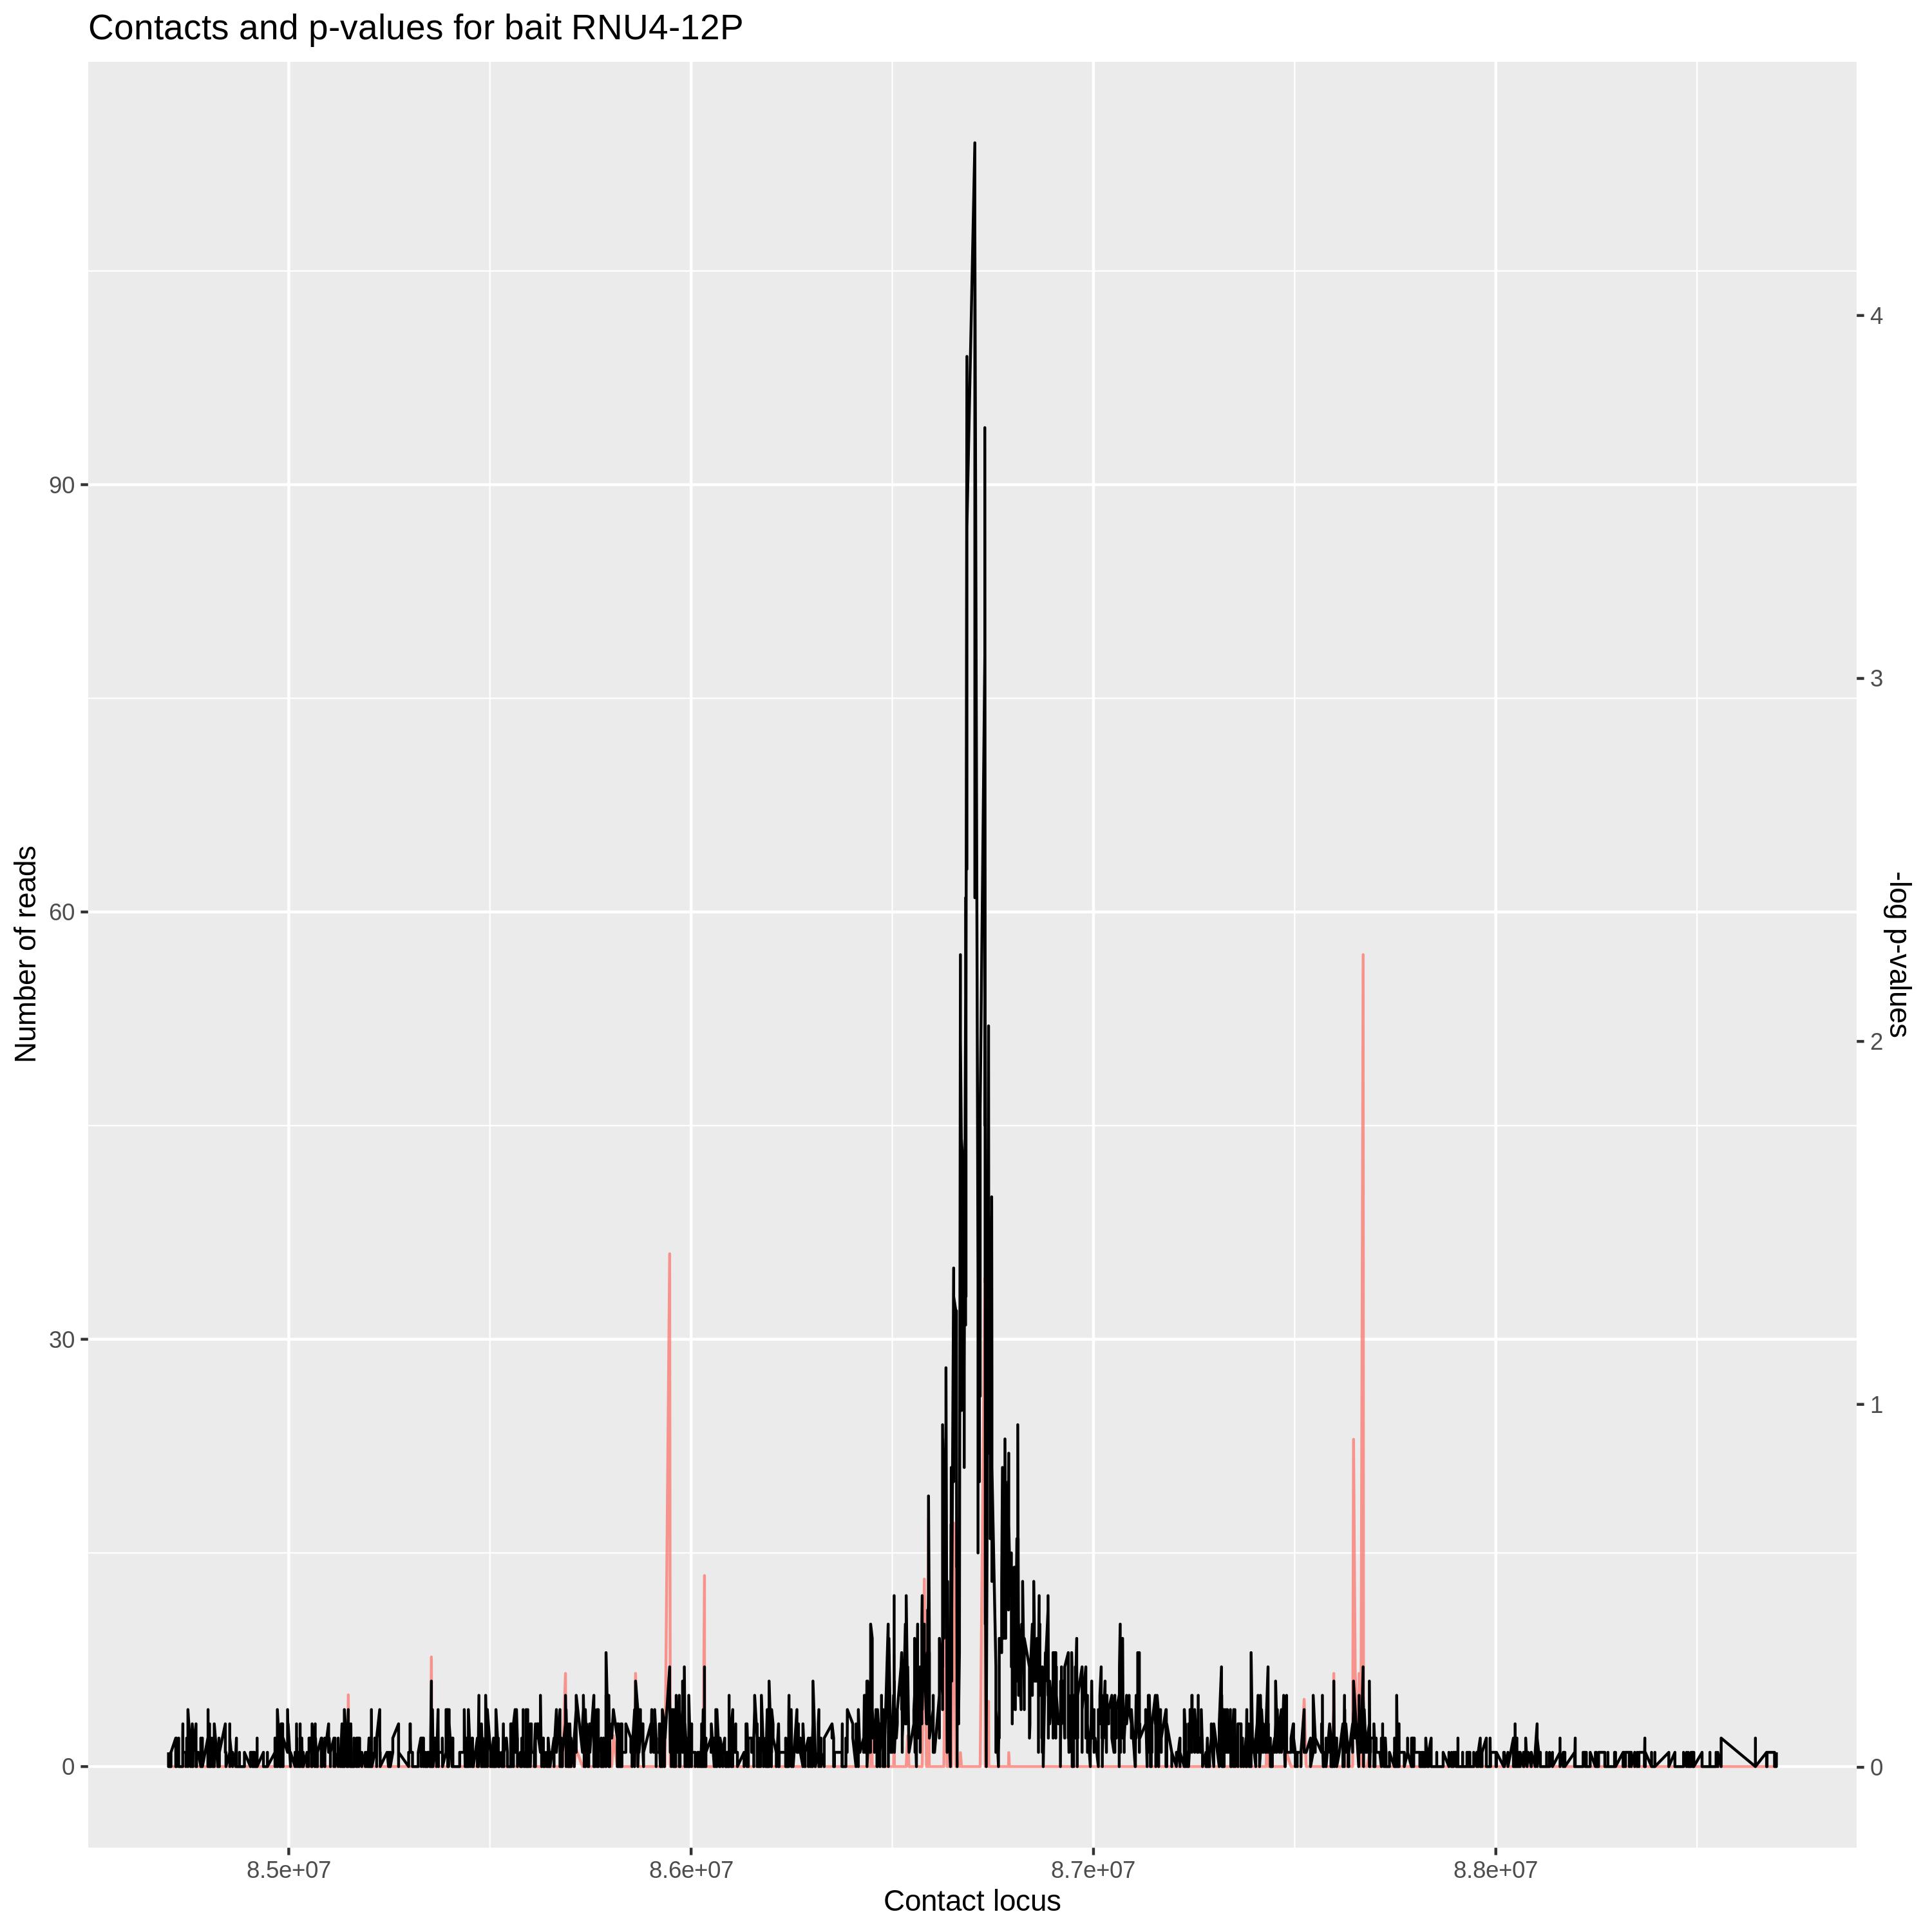 Contacts and p-values for bait RNU4-12P
Number of reads
90
60
30
0
4
3
2
1
0
-log p-values
8.5e+07
8.6e+07
8.7e+07
8.8e+07
Contact locus